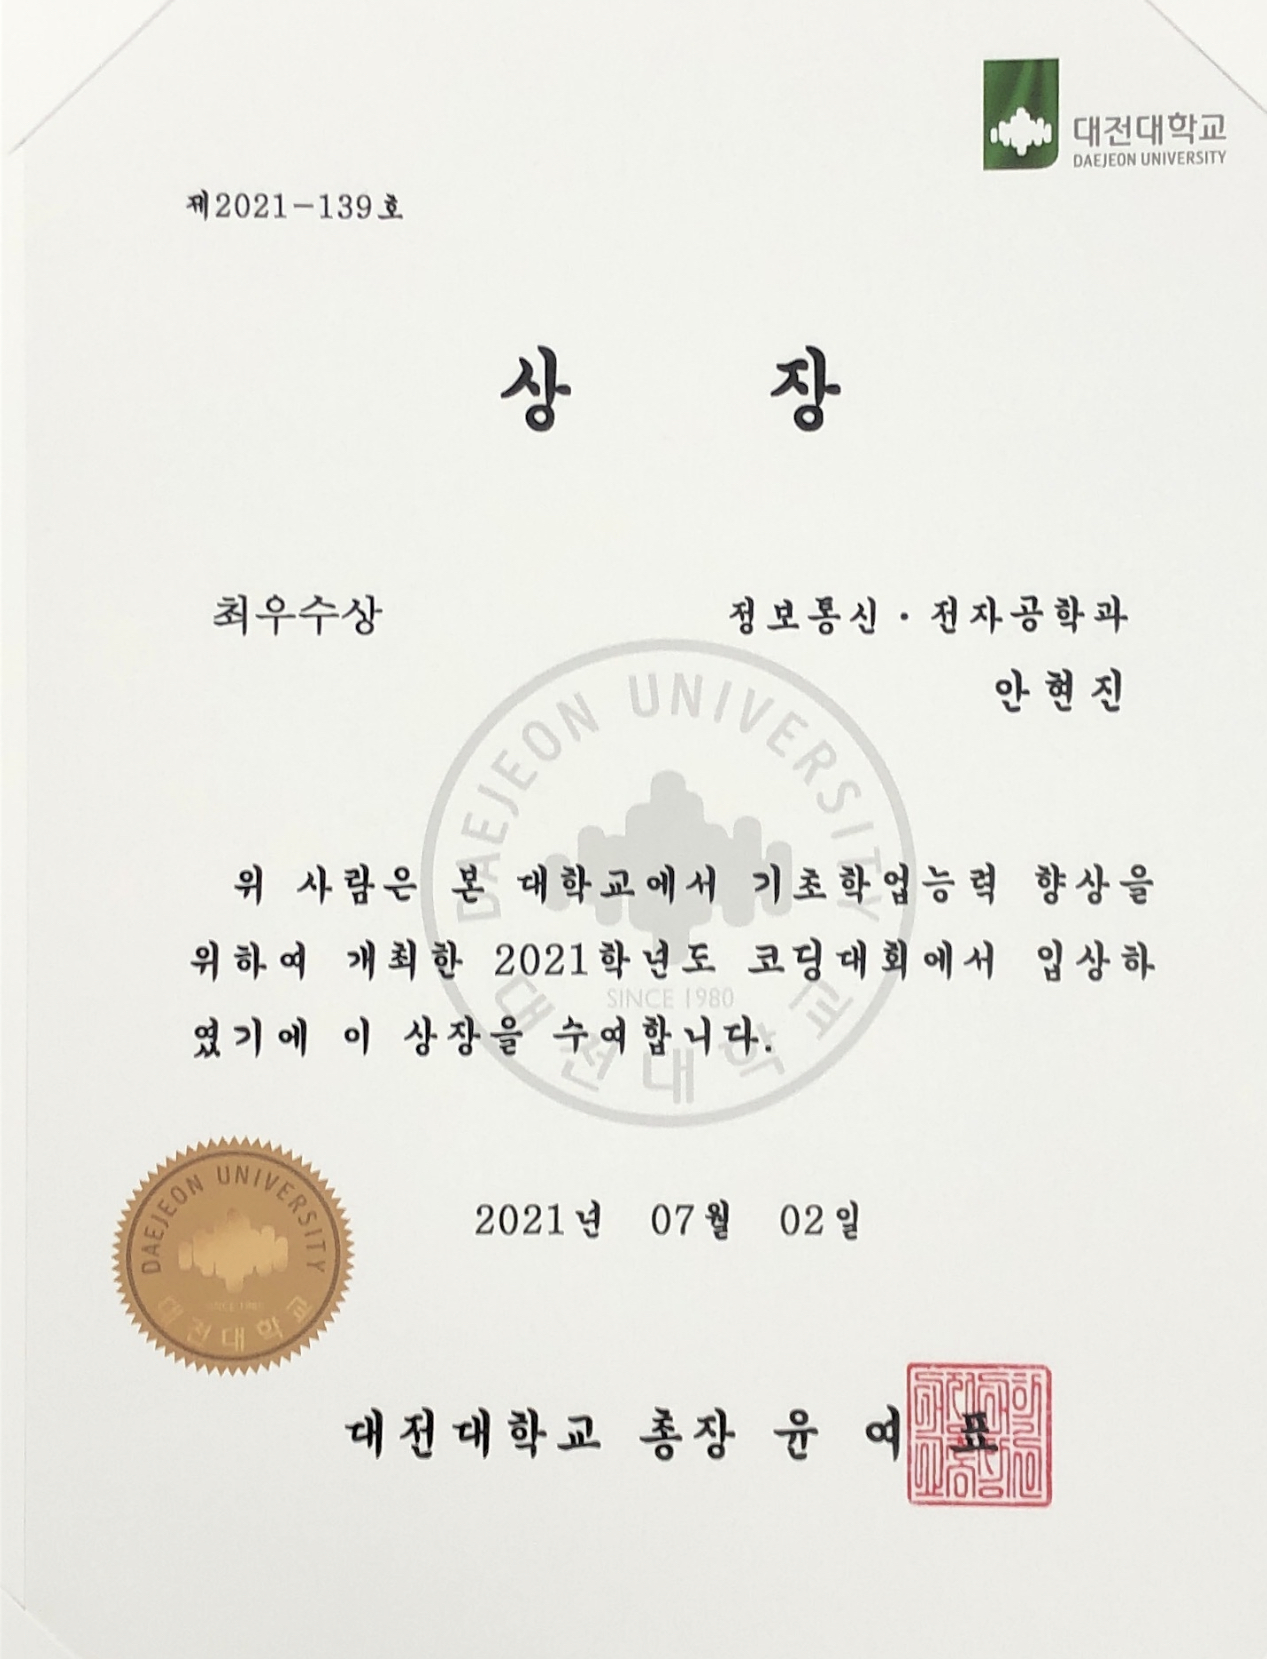 대전대학교
DAEJEON UNIVERSITY
제2021-139호
상 장
최우수상
정보통신·전자공학과
안현진
위 사람은 본 대학교에서 기초학업능력 향상을
위하여 개최한 2021학년도 코딩대회에서 입상하
였기에 이 상장을 수여합니다.
DAEJEON UNIVERSITY
SINCE 1980
대전대학교
2021년 07월 02일
DAEJEON UNIVERSITY
SINCE 1980
대전대학교
대전대학교 총장 윤여표